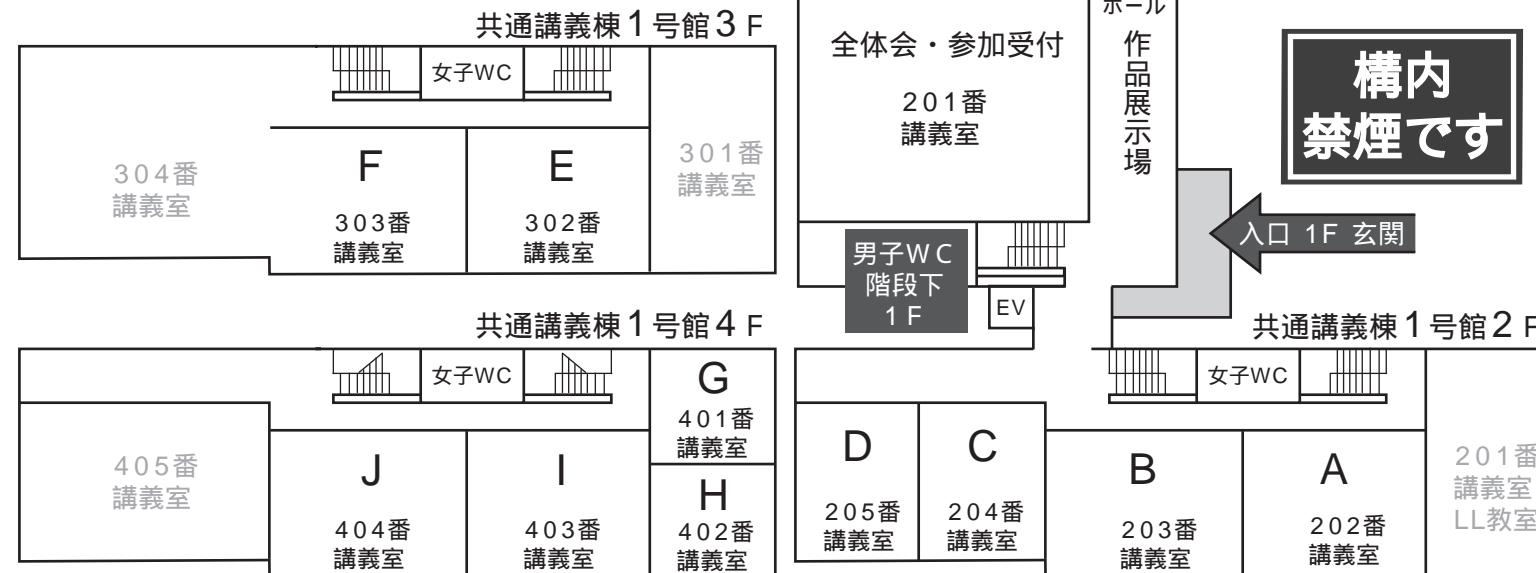 共通講義棟1号館3F
女子WC
304番
講義室
F
303番
講義室
E
302番
講義室
301番
講義室
全体会・参加受付
201番
講義室
ホール
作品展示場
構内
禁煙です
入口 1F 玄関
男子WC
階段下
1F
EV
共通講義棟1号館4F
女子WC
405番
講義室
J
404番
講義室
I
403番
講義室
G
401番
講義室
H
402番
講義室
共通講義棟1号館2F
女子WC
D
205番
講義室
C
204番
講義室
B
203番
講義室
A
202番
講義室
201番
講義室
LL教室